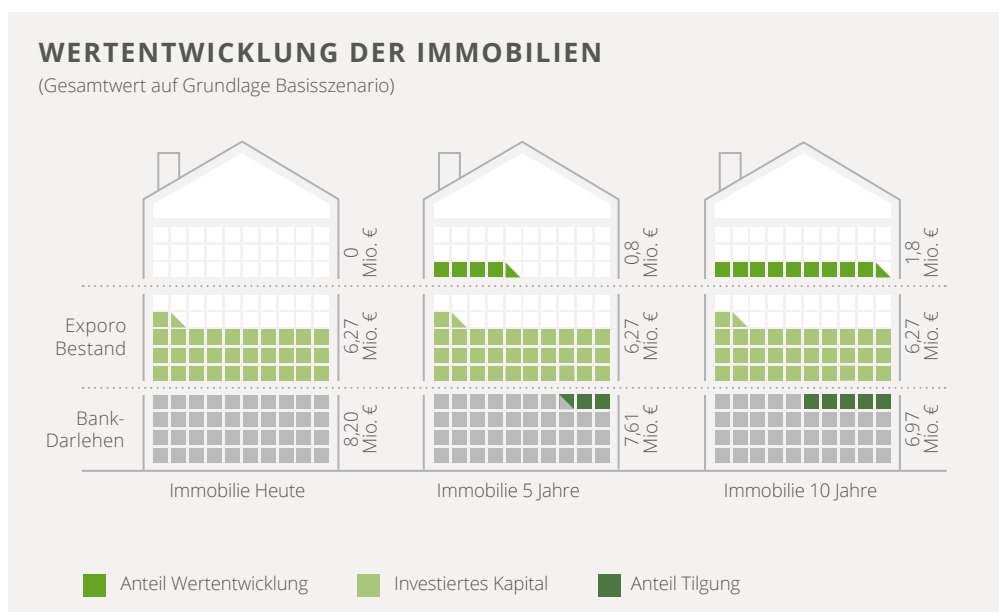 WERTENTWICKLUNG DER IMMOBILIEN
(Gesamtwert auf Grundlage Basisszenario)
0
Mio. €
0,8
Mio. €
1,8
Mio. €
Exporo
Bestand
6,27
Mio. €
6,27
Mio. €
6,27
Mio. €
Bank-
Darlehen
8,20
Mio. €
7,61
Mio. €
6,97
Mio. €
Immobilie Heute
Immobilie 5 Jahre
Immobilie 10 Jahre
Anteil Wertentwicklung
Investiertes Kapital
Anteil Tilgung